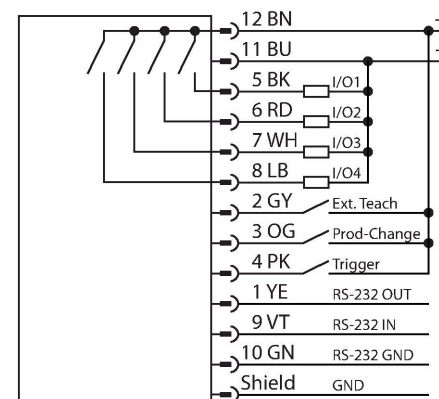 12 BN
11 BU
5 BK I/O1
6 RD I/O2
7 WH I/O3
8 LB I/O4
2 GY Ext. Teach
3 OG Prod-Change
4 PK Trigger
1 YE RS-232 OUT
9 VT RS-232 IN
10 GN RS-232 GND
Shield GND